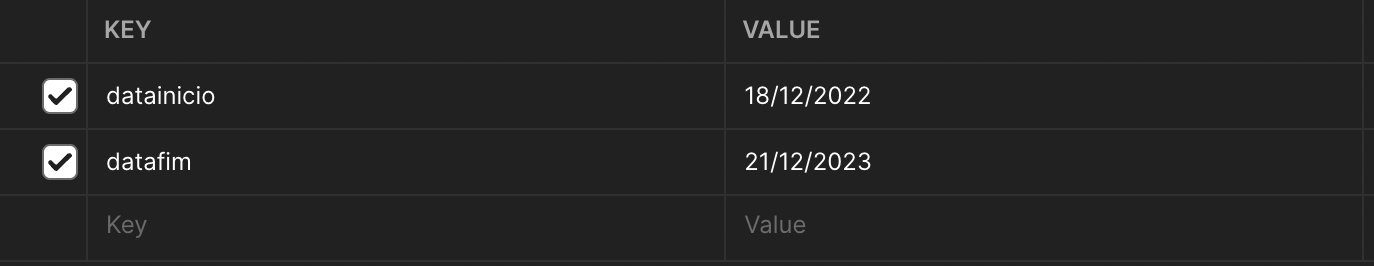 KEY VALUE
datainicio 18/12/2022
datafim 21/12/2023
Key Value